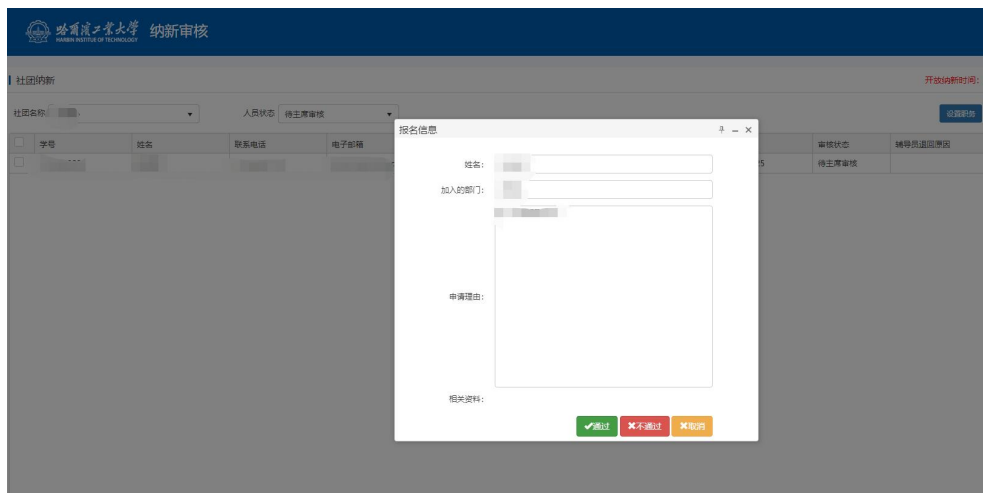 哈爾濱工業大學 纳新审核
HARBIN INSTITUTE OF TECHNOLOGY
社团纳新 开放纳新时间:
社团名称: 人员状态 待主席审核 设置职务
学号 姓名 联系电话 电子邮箱 审核状态 辅导员退回原因
待主席审核
报名信息
姓名:
加入的部门:
申请理由:
相关资料:
通过 不通过 取消